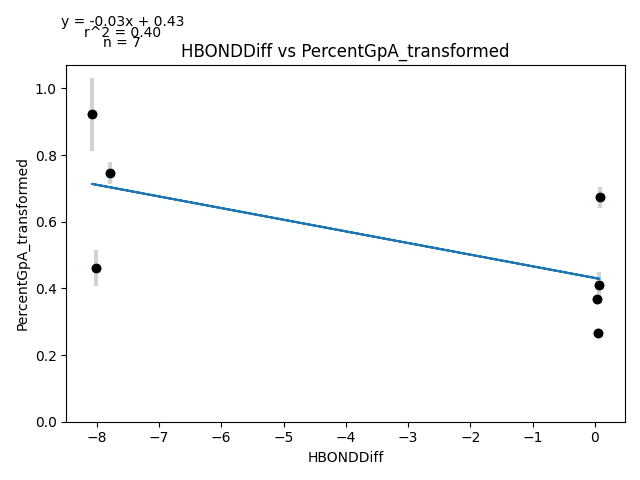 y = -0.03x + 0.43
r^2 = 0.40
n = 7
HBONDDiff vs PercentGpA_transformed
1.0
0.8
0.6
0.4
0.2
0.0
PercentGpA_transformed
−8
−7
−6
−5
−4
−3
−2
−1
0
HBONDDiff